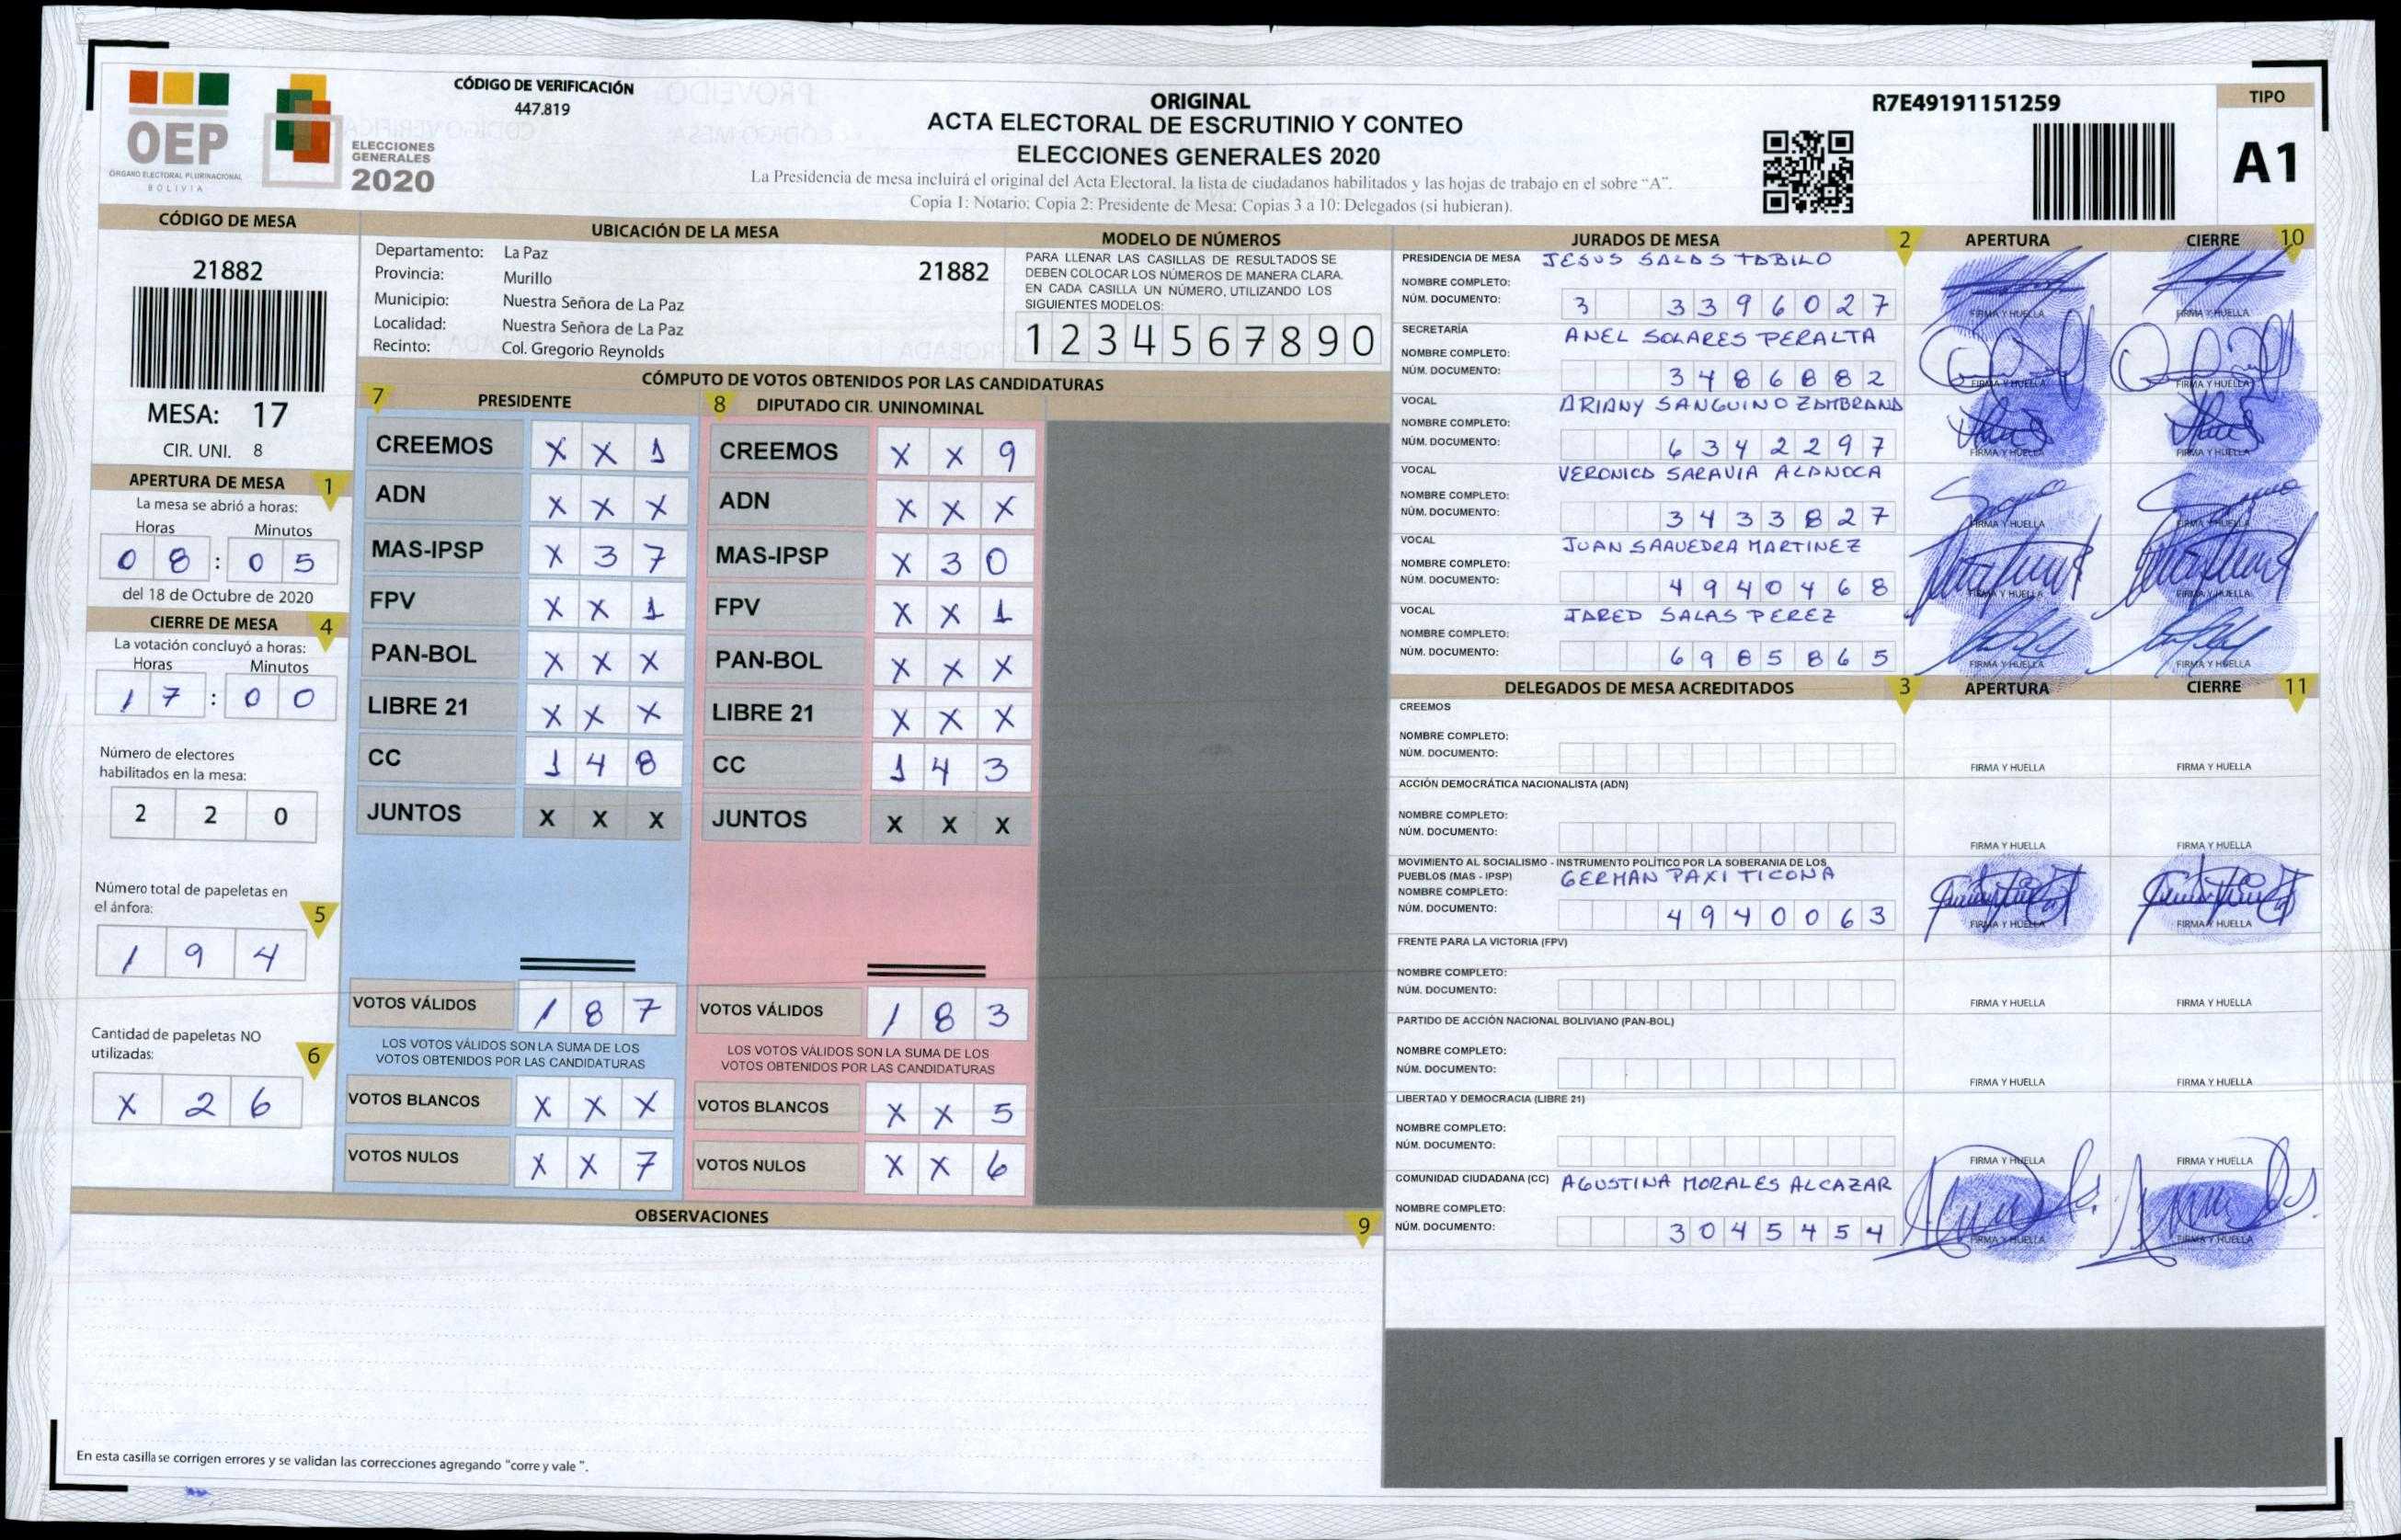 OEP
ÓRGANO ELECTORAL PLURINACIONAL
BOLIVIA
ELECCIONES
GENERALES
2020
CÓDIGO DE VERIFICACIÓN
447.819
ORIGINAL
ACTA ELECTORAL DE ESCRUTINIO Y CONTEO
ELECCIONES GENERALES 2020
La Presidencia de mesa incluirá el original del Acta Electoral, la lista de ciudadanos habilitados y las hojas de trabajo en el sobre “A”.
Copia 1: Notario; Copia 2: Presidente de Mesa; Copias 3 a 10: Delegados (si hubieran).
R7E49191151259
TIPO
A1
CÓDIGO DE MESA
21882
MESA: 17
CIR. UNI. 8
APERTURA DE MESA 1
La mesa se abrió a horas:
Horas Minutos
0 8 : 0 5
del 18 de Octubre de 2020
CIERRE DE MESA 4
La votación concluyó a horas:
Horas Minutos
1 7 : 0 0
Número de electores
habilitados en la mesa:
2 2 0
Número total de papeletas en
el ánfora: 5
1 9 4
Cantidad de papeletas NO
utilizadas: 6
X 2 6
UBICACIÓN DE LA MESA
Departamento: La Paz
Provincia: Murillo 21882
Municipio: Nuestra Señora de La Paz
Localidad: Nuestra Señora de La Paz
Recinto: Col. Gregorio Reynolds
MODELO DE NÚMEROS
PARA LLENAR LAS CASILLAS DE RESULTADOS SE
DEBEN COLOCAR LOS NÚMEROS DE MANERA CLARA.
EN CADA CASILLA UN NÚMERO, UTILIZANDO LOS
SIGUIENTES MODELOS:
1 2 3 4 5 6 7 8 9 0
CÓMPUTO DE VOTOS OBTENIDOS POR LAS CANDIDATURAS
7 PRESIDENTE
CREEMOS X X 1
ADN X X X
MAS-IPSP X 3 7
FPV X X 1
PAN-BOL X X X
LIBRE 21 X X X
CC 1 4 8
JUNTOS X X X
VOTOS VÁLIDOS 1 8 7
LOS VOTOS VÁLIDOS SON LA SUMA DE LOS
VOTOS OBTENIDOS POR LAS CANDIDATURAS
VOTOS BLANCOS X X X
VOTOS NULOS X X 7
8 DIPUTADO CIR. UNINOMINAL
CREEMOS X X 9
ADN X X X
MAS-IPSP X 3 0
FPV X X 1
PAN-BOL X X X
LIBRE 21 X X X
CC 1 4 3
JUNTOS X X X
VOTOS VÁLIDOS 1 8 3
LOS VOTOS VÁLIDOS SON LA SUMA DE LOS
VOTOS OBTENIDOS POR LAS CANDIDATURAS
VOTOS BLANCOS X X 5
VOTOS NULOS X X 6
OBSERVACIONES 9
En esta casilla se corrigen errores y se validan las correcciones agregando "corre y vale ".
JURADOS DE MESA 2 APERTURA CIERRE 10
PRESIDENCIA DE MESA JESUS SALAS TABILO
NOMBRE COMPLETO:
NÚM. DOCUMENTO: 3 3 3 9 6 0 2 7
FIRMA Y HUELLA FIRMA Y HUELLA
SECRETARÍA ANEL SOLARES PERALTA
NOMBRE COMPLETO:
NÚM. DOCUMENTO: 3 4 8 6 8 8 2
FIRMA Y HUELLA FIRMA Y HUELLA
VOCAL ARIANY SANGUINO ZAMBRANA
NOMBRE COMPLETO:
NÚM. DOCUMENTO: 6 3 4 2 2 9 7
FIRMA Y HUELLA FIRMA Y HUELLA
VOCAL VERONICA SARAVIA ALANOCA
NOMBRE COMPLETO:
NÚM. DOCUMENTO: 3 4 3 3 8 2 7
FIRMA Y HUELLA FIRMA Y HUELLA
VOCAL JUAN SAAVEDRA MARTINEZ
NOMBRE COMPLETO:
NÚM. DOCUMENTO: 4 9 4 0 4 6 8
FIRMA Y HUELLA FIRMA Y HUELLA
VOCAL JARED SALAS PEREZ
NOMBRE COMPLETO:
NÚM. DOCUMENTO: 6 9 8 5 8 6 5
FIRMA Y HUELLA FIRMA Y HUELLA
DELEGADOS DE MESA ACREDITADOS 3 APERTURA CIERRE 11
CREEMOS
NOMBRE COMPLETO:
NÚM. DOCUMENTO:
FIRMA Y HUELLA FIRMA Y HUELLA
ACCIÓN DEMOCRÁTICA NACIONALISTA (ADN)
NOMBRE COMPLETO:
NÚM. DOCUMENTO:
FIRMA Y HUELLA FIRMA Y HUELLA
MOVIMIENTO AL SOCIALISMO - INSTRUMENTO POLÍTICO POR LA SOBERANIA DE LOS
PUEBLOS (MAS - IPSP) GERMAN PAXI TICONA
NOMBRE COMPLETO:
NÚM. DOCUMENTO: 4 9 4 0 0 6 3
FIRMA Y HUELLA FIRMA Y HUELLA
FRENTE PARA LA VICTORIA (FPV)
NOMBRE COMPLETO:
NÚM. DOCUMENTO:
FIRMA Y HUELLA FIRMA Y HUELLA
PARTIDO DE ACCIÓN NACIONAL BOLIVIANO (PAN-BOL)
NOMBRE COMPLETO:
NÚM. DOCUMENTO:
FIRMA Y HUELLA FIRMA Y HUELLA
LIBERTAD Y DEMOCRACIA (LIBRE 21)
NOMBRE COMPLETO:
NÚM. DOCUMENTO:
FIRMA Y HUELLA FIRMA Y HUELLA
COMUNIDAD CIUDADANA (CC) AGUSTINA MORALES ALCAZAR
NOMBRE COMPLETO:
NÚM. DOCUMENTO: 3 0 4 5 4 5 4
FIRMA Y HUELLA FIRMA Y HUELLA